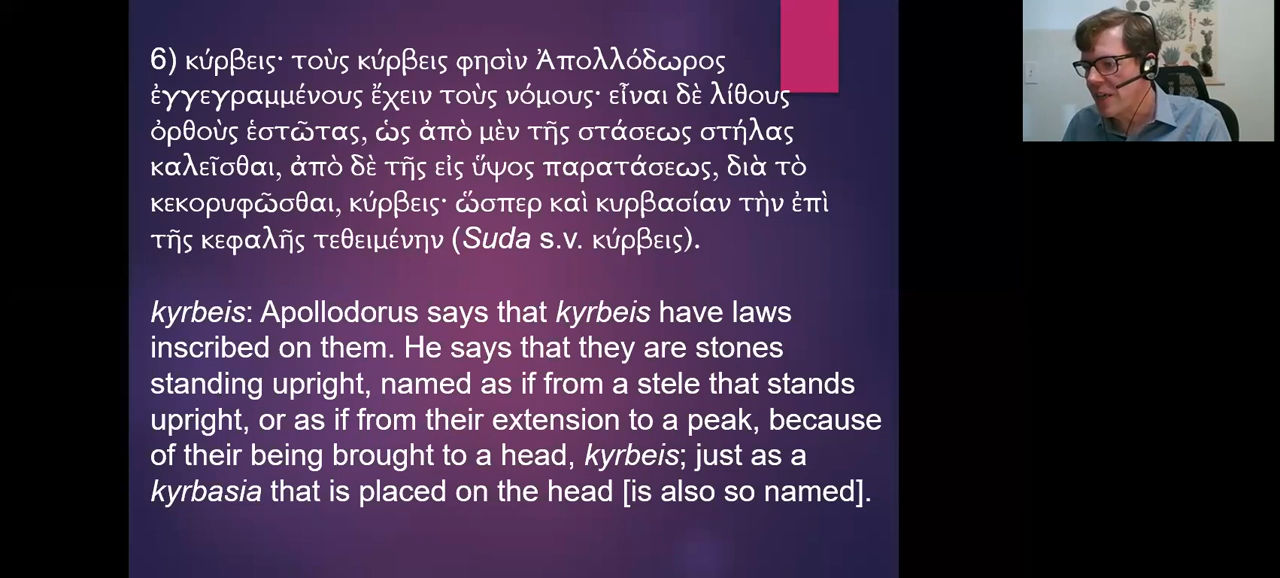 6) κύρβεις· τοὺς κύρβεις φησὶν Ἀπολλόδωρος
ἐγγεγραμμένους ἔχειν τοὺς νόμους· εἶναι δὲ λίθους
ὀρθοὺς ἑστῶτας, ὡς ἀπὸ μὲν τῆς στάσεως στήλας
καλεῖσθαι, ἀπὸ δὲ τῆς εἰς ὕψος παρατάσεως, διὰ τὸ
κεκορυφῶσθαι, κύρβεις· ὥσπερ καὶ κυρβασίαν τὴν ἐπὶ
τῆς κεφαλῆς τεθειμένην (Suda s.v. κύρβεις).
kyrbeis: Apollodorus says that kyrbeis have laws
inscribed on them. He says that they are stones
standing upright, named as if from a stele that stands
upright, or as if from their extension to a peak, because
of their being brought to a head, kyrbeis; just as a
kyrbasia that is placed on the head [is also so named].